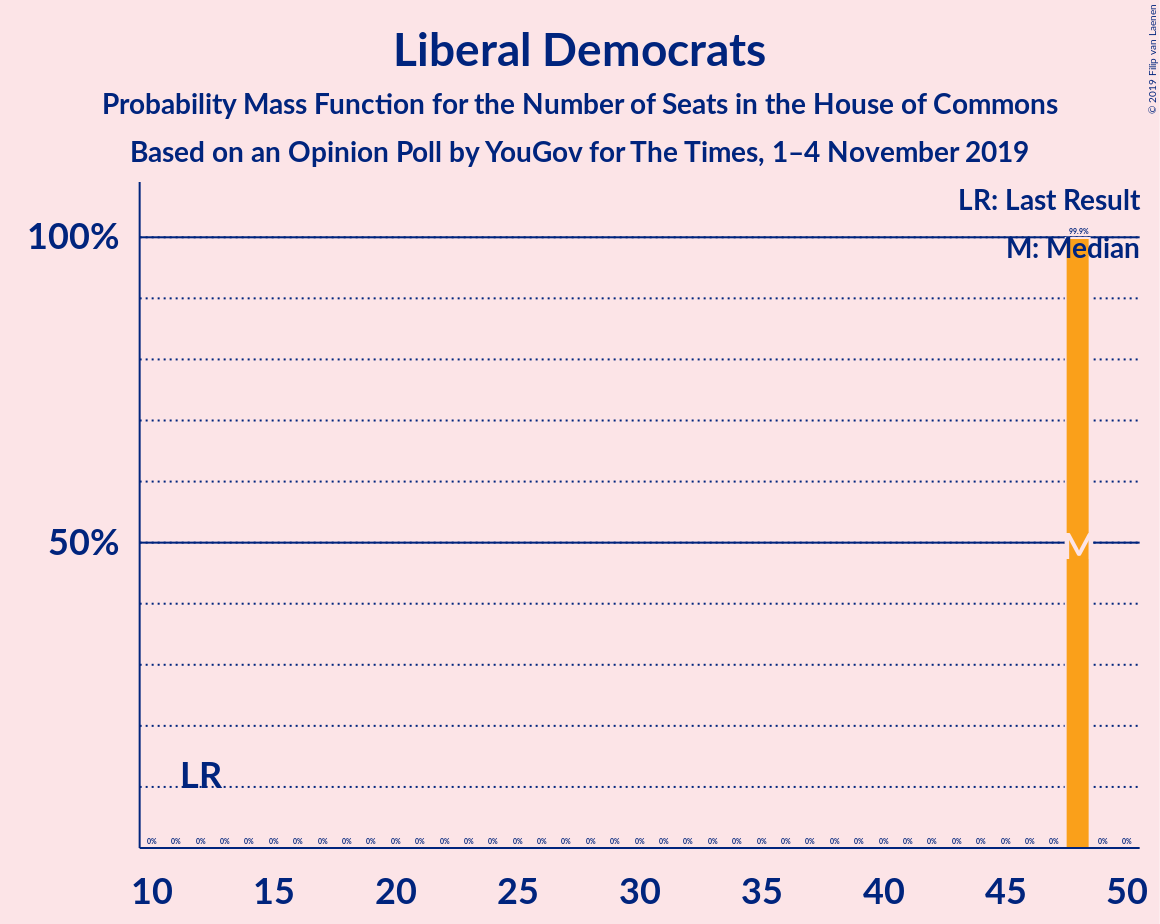 Liberal Democrats
Probability Mass Function for the Number of Seats in the House of Commons
Based on an Opinion Poll by YouGov for The Times, 1–4 November 2019
© 2019 Filip van Laenen
LR: Last Result
M: Median
100%
99.9%
50%
M
LR
0% 0% 0% 0% 0% 0% 0% 0% 0% 0% 0% 0% 0% 0% 0% 0% 0% 0% 0% 0% 0% 0% 0% 0% 0% 0% 0% 0% 0% 0% 0% 0% 0% 0% 0% 0% 0% 0% 0% 0%
10 15 20 25 30 35 40 45 50